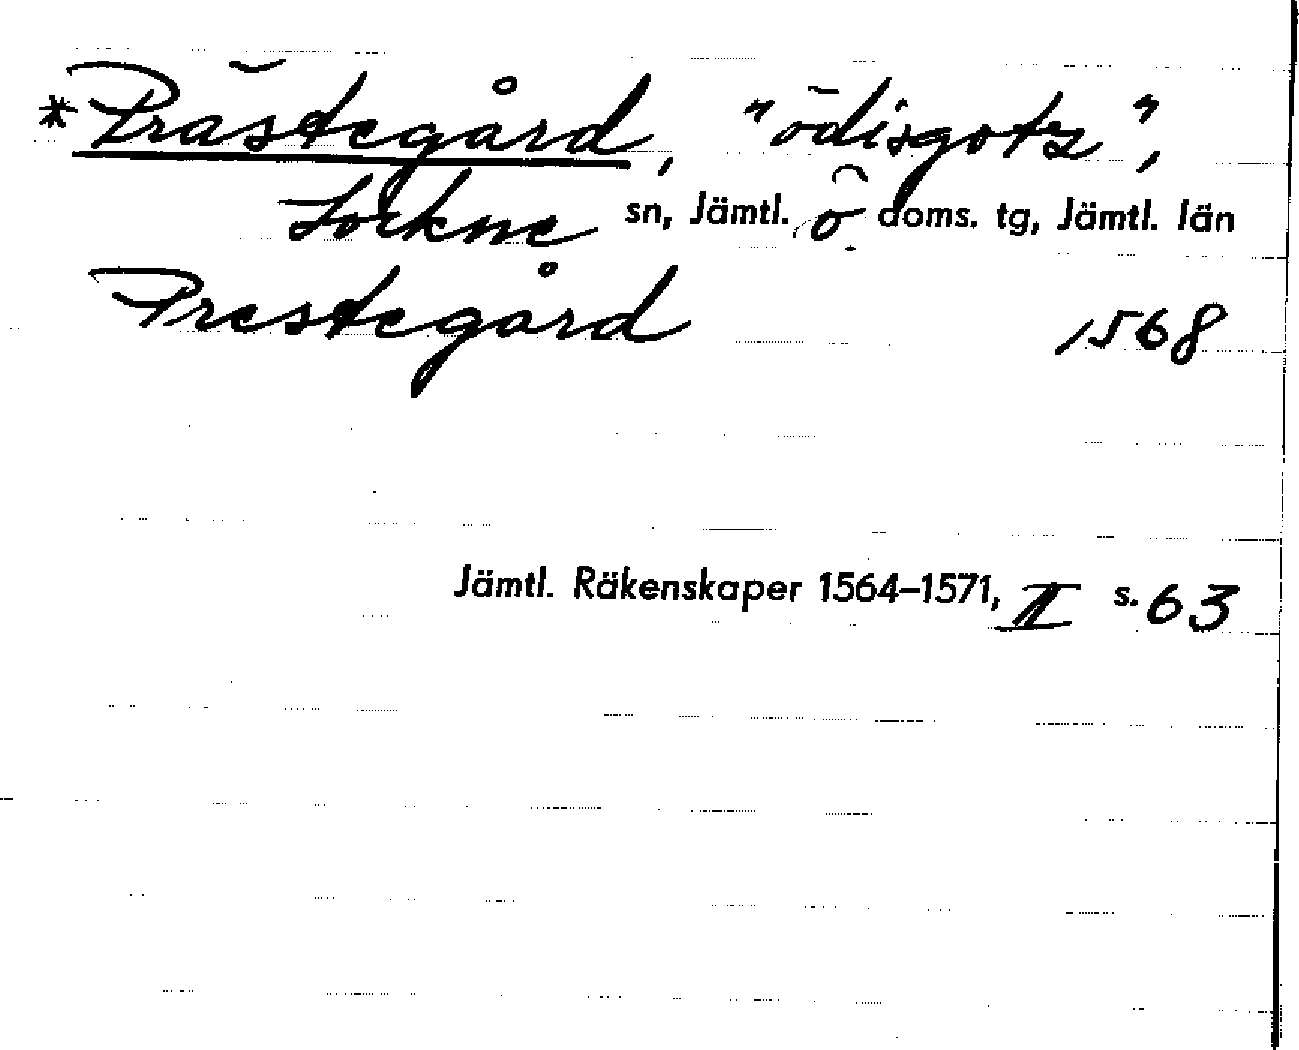 *Prästegård, "ödisgotz",
Lockne sn, Jämtl. ö doms. tg, Jämtl. län
Prestegård 1568
Jämtl. Räkenskaper 1564–1571, II s. 63